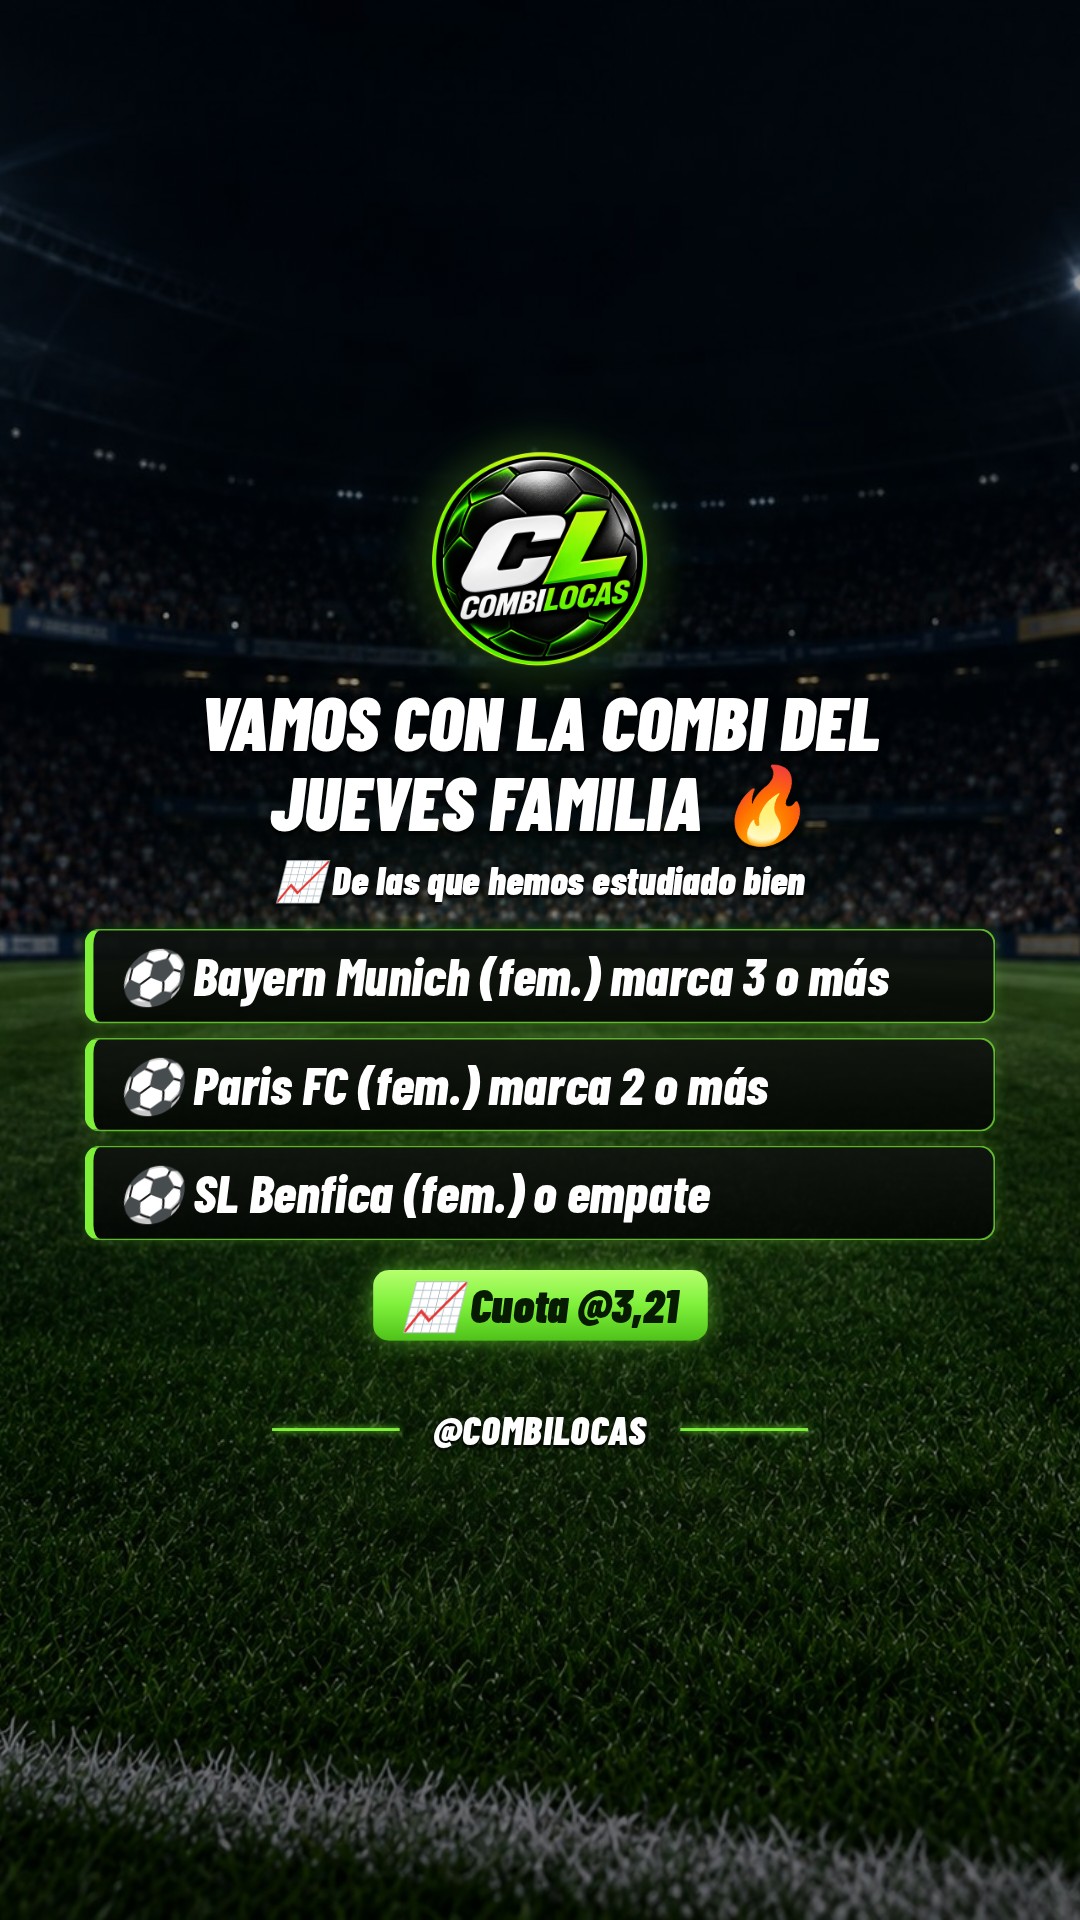 CL
COMBILOCAS
VAMOS CON LA COMBI DEL
JUEVES FAMILIA 🔥
📈 De las que hemos estudiado bien
⚽ Bayern Munich (fem.) marca 3 o más
⚽ Paris FC (fem.) marca 2 o más
⚽ SL Benfica (fem.) o empate
📈 Cuota @3,21
@COMBILOCAS